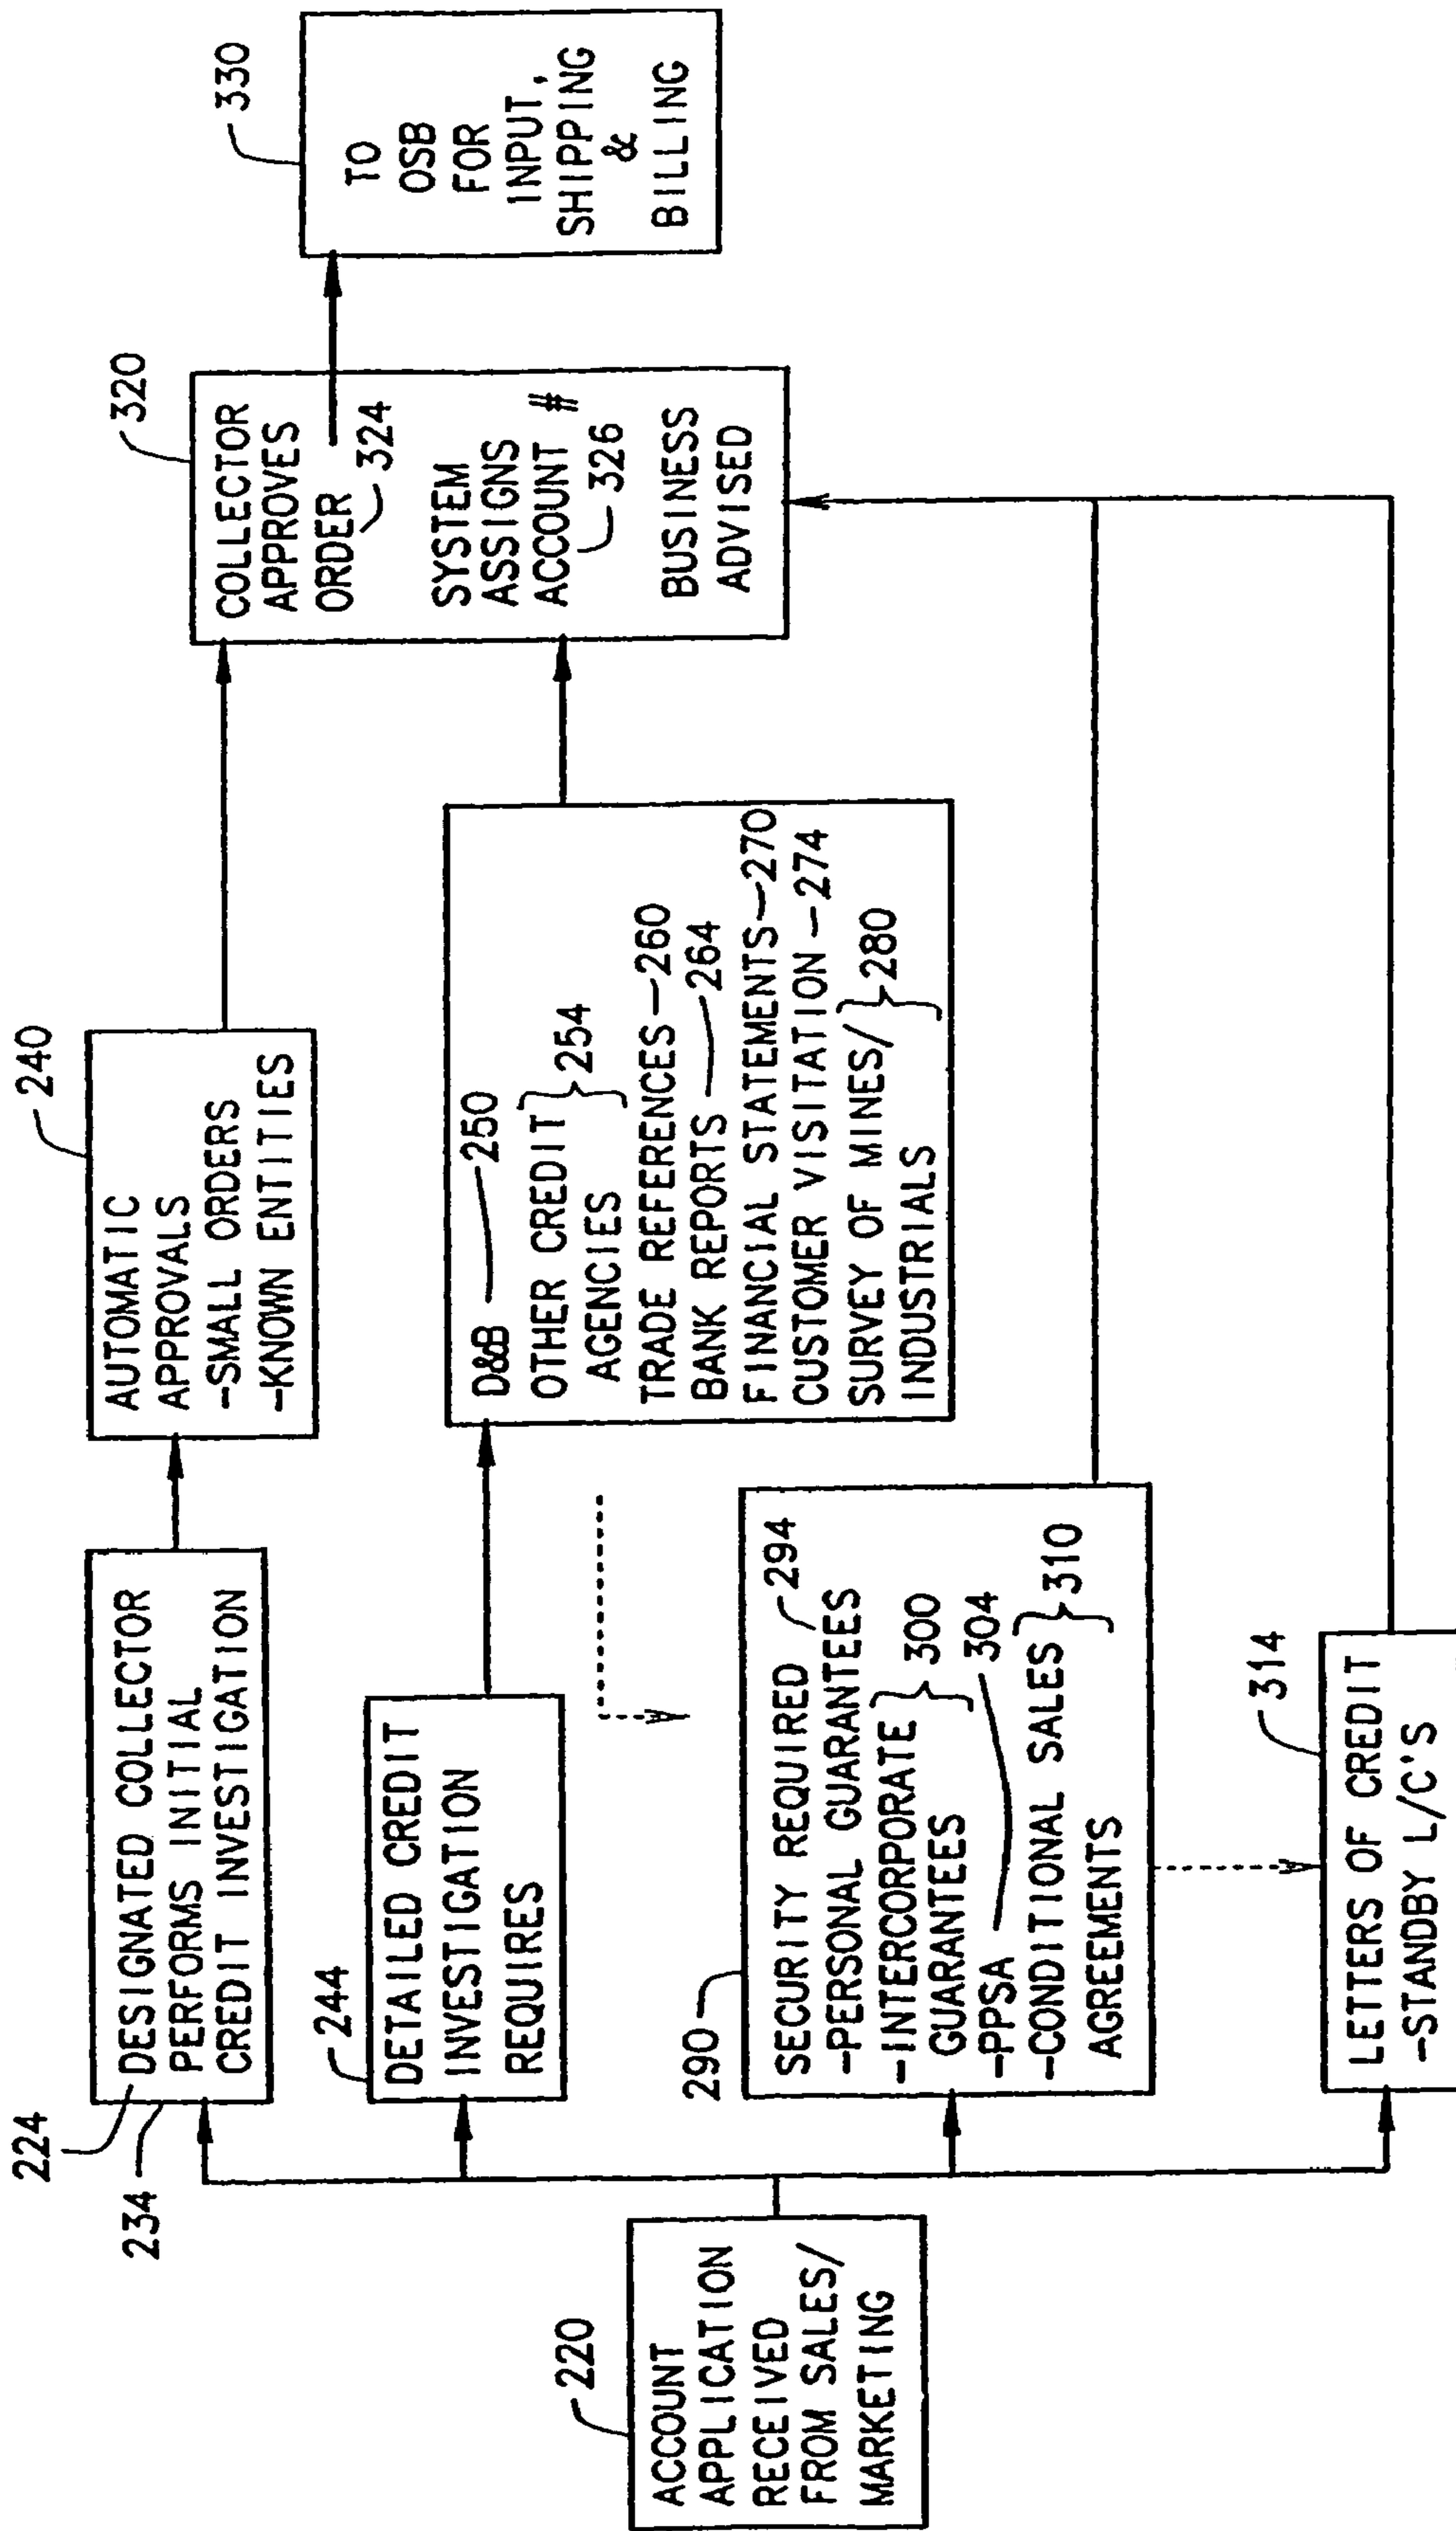 ACCOUNT
APPLICATION
RECEIVED
FROM SALES/
MARKETING
220
224
234
DESIGNATED COLLECTOR
PERFORMS INITIAL
CREDIT INVESTIGATION
240
AUTOMATIC
APPROVALS
-SMALL ORDERS
-KNOWN ENTITIES
244
DETAILED CREDIT
INVESTIGATION
REQUIRES
D&B 250
OTHER CREDIT
AGENCIES
254
TRADE REFERENCES 260
BANK REPORTS 264
FINANCIAL STATEMENTS 270
CUSTOMER VISITATION 274
SURVEY OF MINES/
INDUSTRIALS
280
290
SECURITY REQUIRED
-PERSONAL GUARANTEES 294
-INTERCORPORATE
GUARANTEES
300
-PPSA 304
-CONDITIONAL SALES
AGREEMENTS
310
314
LETTERS OF CREDIT
-STANDBY L/C'S
320
COLLECTOR
APPROVES
ORDER 324
SYSTEM
ASSIGNS
ACCOUNT #
326
BUSINESS
ADVISED
330
TO
OSB
FOR
INPUT,
SHIPPING
&
BILLING